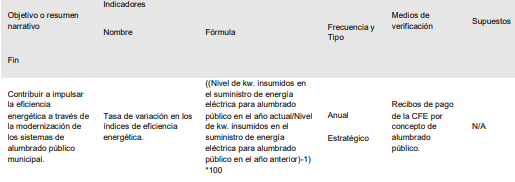 Indicadores
Objetivo o resumen
narrativo
Nombre
Fórmula
Frecuencia y
Tipo
Medios de
verificación
Supuestos
Fin
Contribuir a impulsar
la eficiencia
energética a través de
la modernización de
los sistemas de
alumbrado público
municipal.
Tasa de variación en los
índices de eficiencia
energética.
((Nivel de kw. insumidos en
el suministro de energía
eléctrica para alumbrado
público en el año actual/Nivel
de kw. insumidos en el
suministro de energía
eléctrica para alumbrado
público en el año anterior)-1)
*100
Anual
Estratégico
Recibos de pago
de la CFE por
concepto de
alumbrado
público.
N/A